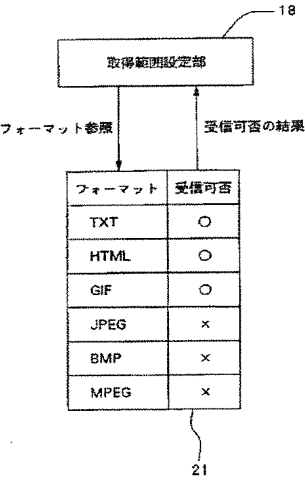 18
取得範囲設定部
フォーマット参照 受信可否の結果
フォーマット 受信可否
TXT ○
HTML ○
GIF ○
JPEG ×
BMP ×
MPEG ×
21